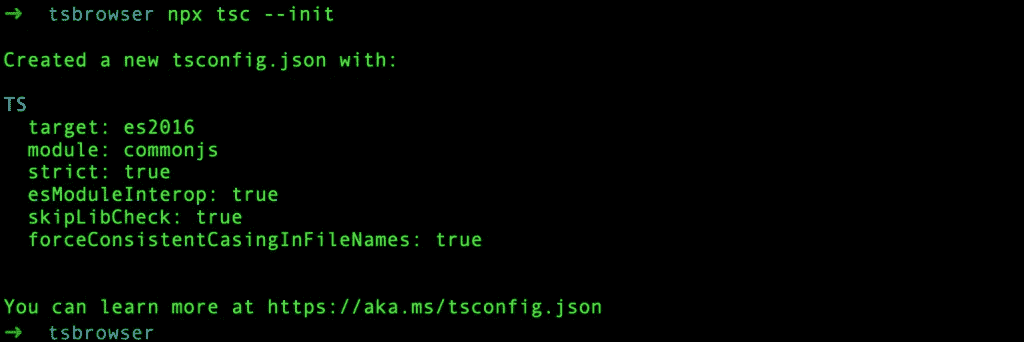 ➜ tsbrowser npx tsc --init
Created a new tsconfig.json with:
TS
target: es2016
module: commonjs
strict: true
esModuleInterop: true
skipLibCheck: true
forceConsistentCasingInFileNames: true
You can learn more at https://aka.ms/tsconfig.json
➜ tsbrowser